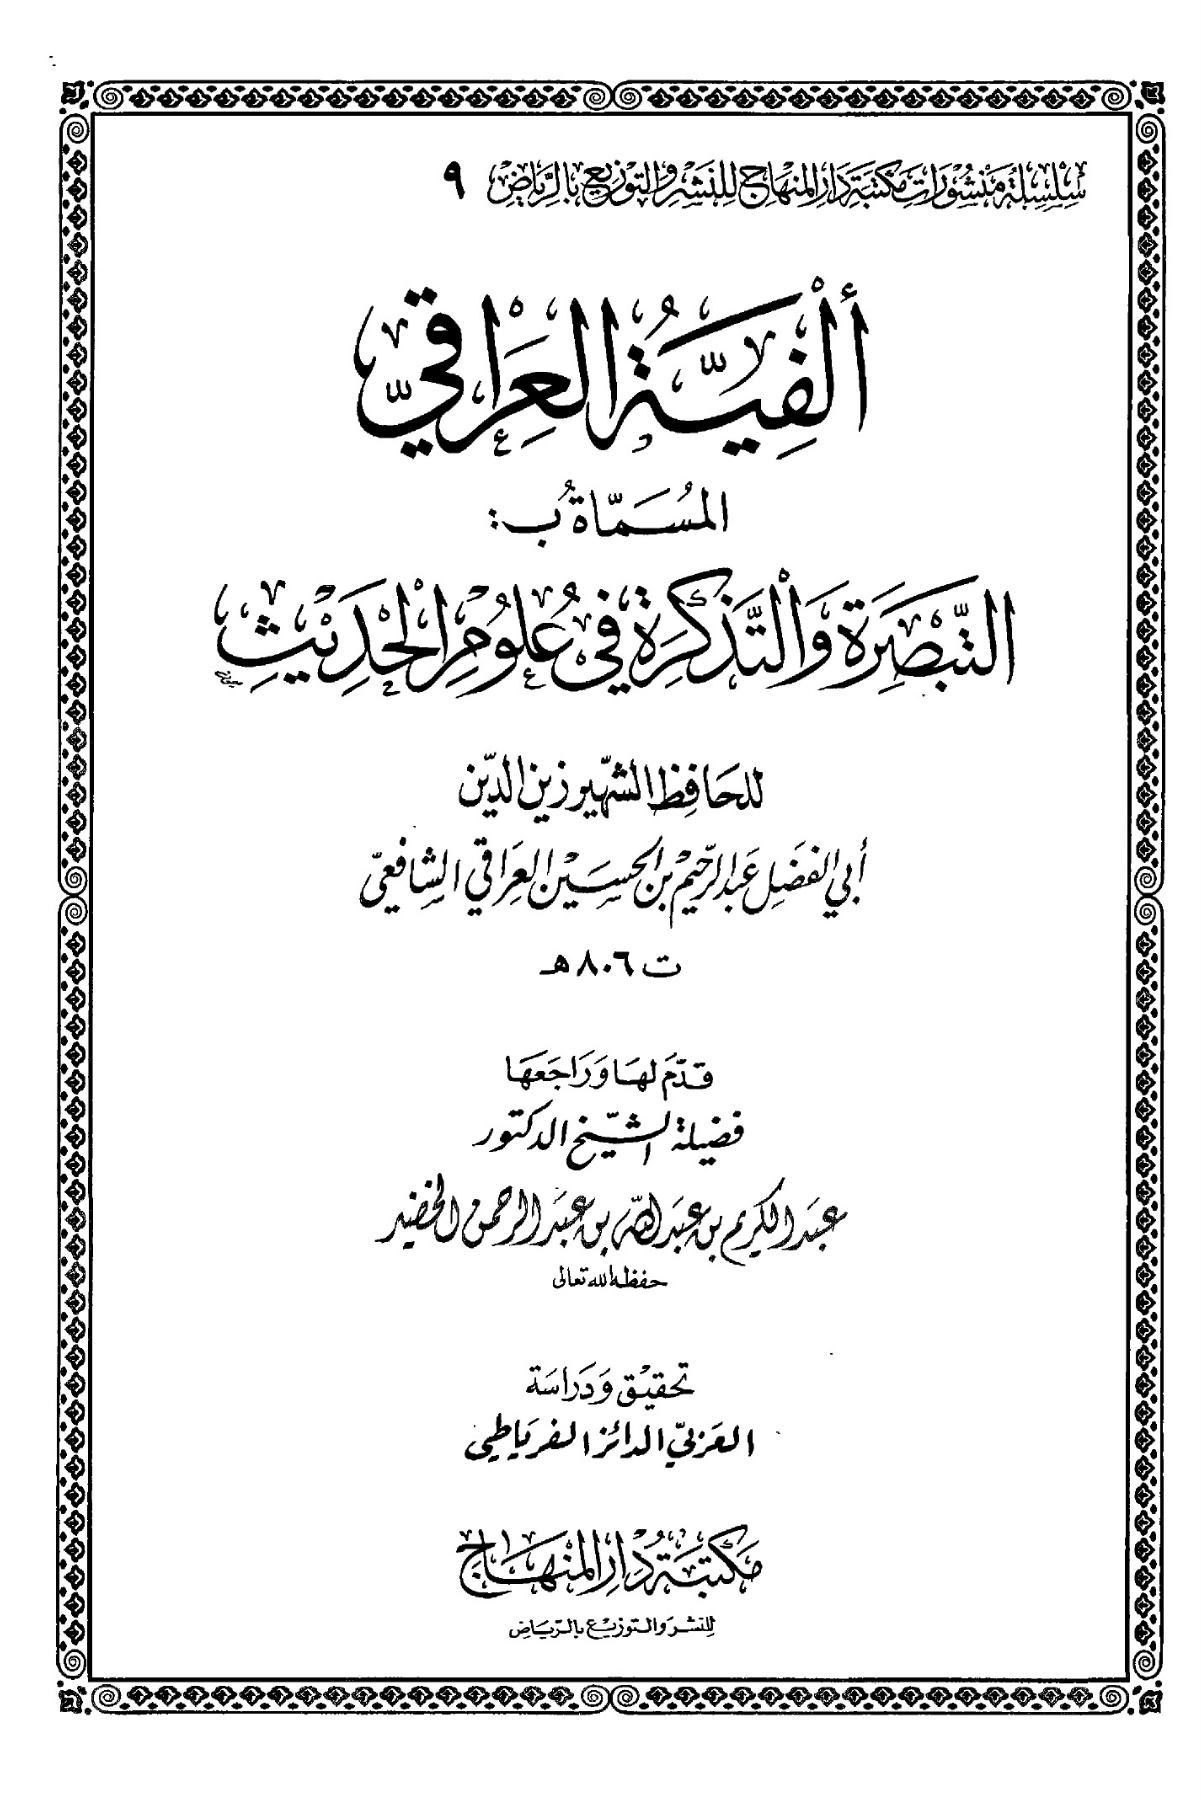 سلسلة منشورات مكتبة دار المنهاج للنشر والتوزيع بالرياض ٩
ألفية العراقي
المسماة ب:
التبصرة والتذكرة في علوم الحديث
للحافظ الشهير زين الدين
أبي الفضل عبد الرحيم بن الحسين العراقي الشافعي
ت ٨٠٦ هـ
قدم لها وراجعها
فضيلة الشيخ الدكتور
عبد الكريم بن عبد الله بن عبد الرحمن الخضير
حفظه الله تعالى
تحقيق ودراسة
العربي الدائز الفرياطي
مكتبة دار المنهاج
للنشر والتوزيع بالرياض